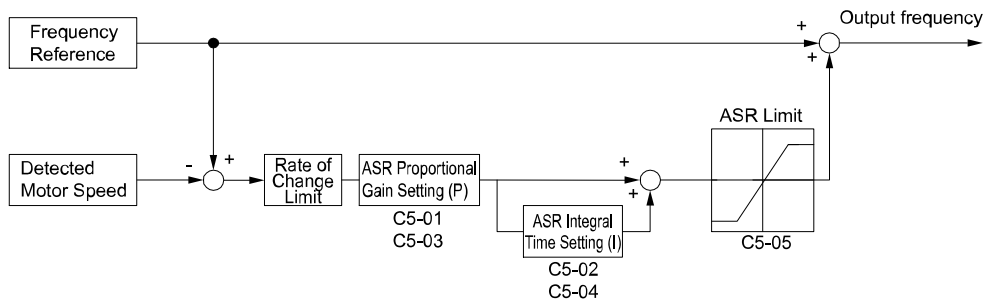 Frequency
Reference
+
+
Output frequency
Detected
Motor Speed
-
+
Rate of
Change
Limit
ASR Proportional
Gain Setting (P)
C5-01
C5-03
+
+
ASR Integral
Time Setting (I)
C5-02
C5-04
ASR Limit
C5-05